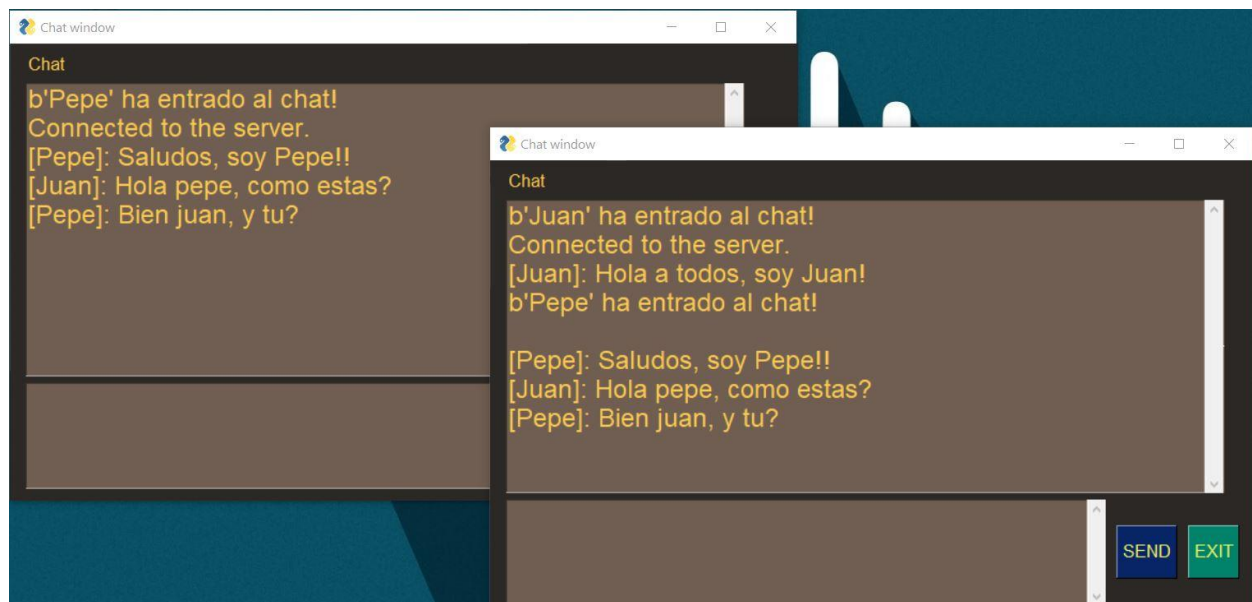 Chat window
Chat
b'Pepe' ha entrado al chat!
Connected to the server.
[Pepe]: Saludos, soy Pepe!!
[Juan]: Hola pepe, como estas?
[Pepe]: Bien juan, y tu?
Chat window
Chat
b'Juan' ha entrado al chat!
Connected to the server.
[Juan]: Hola a todos, soy Juan!
b'Pepe' ha entrado al chat!
[Pepe]: Saludos, soy Pepe!!
[Juan]: Hola pepe, como estas?
[Pepe]: Bien juan, y tu?
SEND EXIT